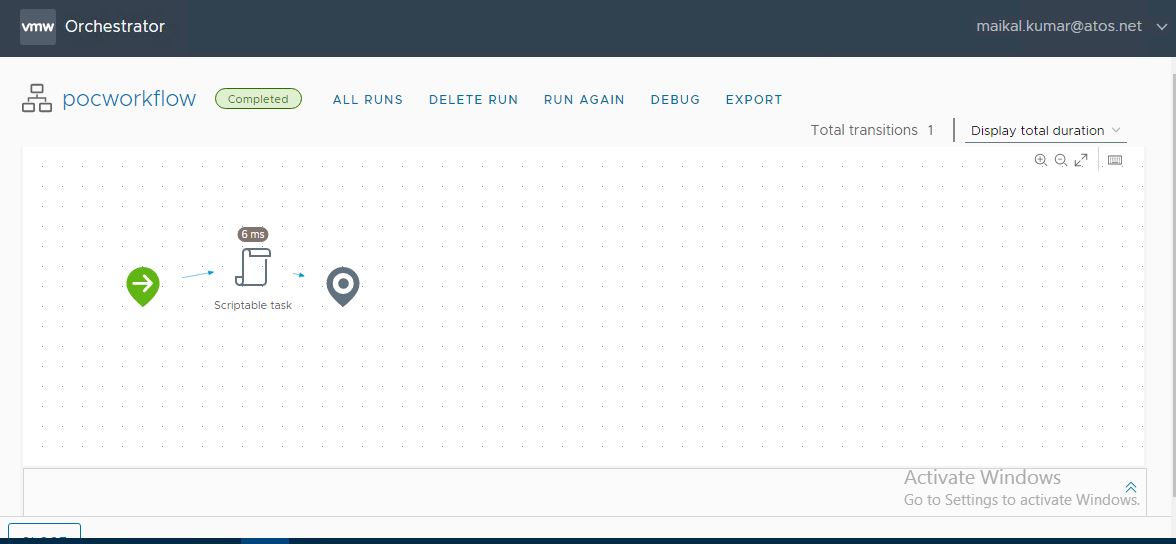 vmw Orchestrator
maikal.kumar@atos.net
pocworkflow Completed ALL RUNS DELETE RUN RUN AGAIN DEBUG EXPORT
Total transitions 1 Display total duration
6 ms
Scriptable task
Activate Windows
Go to Settings to activate Windows.
CLOSE